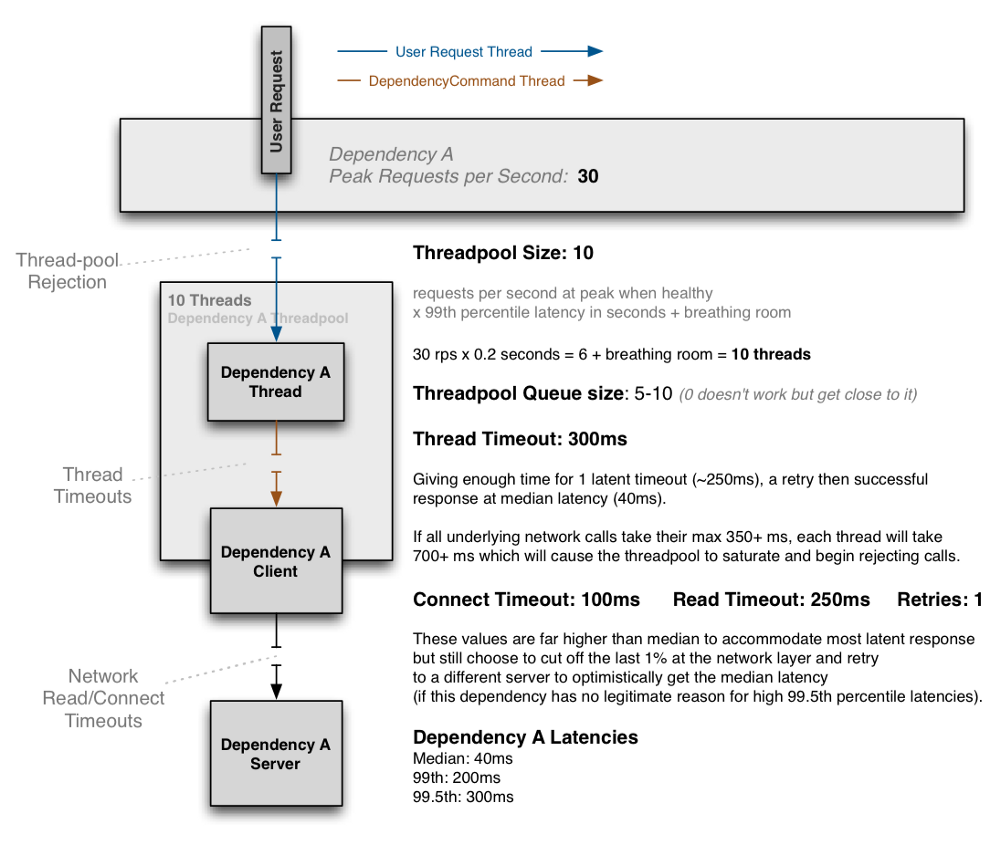 User Request
User Request Thread
DependencyCommand Thread
Dependency A
Peak Requests per Second: 30
Thread-pool
Rejection
10 Threads
Dependency A Threadpool
Dependency A
Thread
Thread
Timeouts
Dependency A
Client
Network
Read/Connect
Timeouts
Dependency A
Server
Threadpool Size: 10
requests per second at peak when healthy
x 99th percentile latency in seconds + breathing room
30 rps x 0.2 seconds = 6 + breathing room = 10 threads
Threadpool Queue size: 5-10 (0 doesn't work but get close to it)
Thread Timeout: 300ms
Giving enough time for 1 latent timeout (~250ms), a retry then successful
response at median latency (40ms).
If all underlying network calls take their max 350+ ms, each thread will take
700+ ms which will cause the threadpool to saturate and begin rejecting calls.
Connect Timeout: 100ms Read Timeout: 250ms Retries: 1
These values are far higher than median to accommodate most latent response
but still choose to cut off the last 1% at the network layer and retry
to a different server to optimistically get the median latency
(if this dependency has no legitimate reason for high 99.5th percentile latencies).
Dependency A Latencies
Median: 40ms
99th: 200ms
99.5th: 300ms